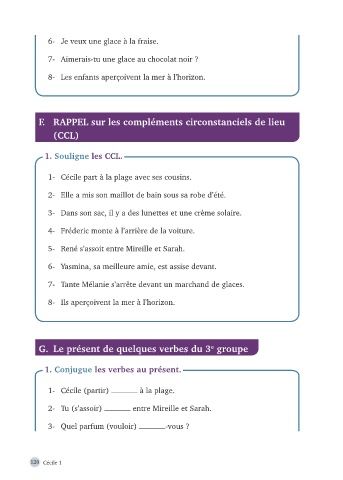 6- Je veux une glace à la fraise.
7- Aimerais-tu une glace au chocolat noir ?
8- Les enfants aperçoivent la mer à l'horizon.
F. RAPPEL sur les compléments circonstanciels de lieu
(CCL)
1. Souligne les CCL.
1- Cécile part à la plage avec ses cousins.
2- Elle a mis son maillot de bain sous sa robe d'été.
3- Dans son sac, il y a des lunettes et une crème solaire.
4- Fréderic monte à l'arrière de la voiture.
5- René s'assoit entre Mireille et Sarah.
6- Yasmina, sa meilleure amie, est assise devant.
7- Tante Mélanie s'arrête devant un marchand de glaces.
8- Ils aperçoivent la mer à l'horizon.
G. Le présent de quelques verbes du 3e groupe
1. Conjugue les verbes au présent.
1- Cécile (partir) ________ à la plage.
2- Tu (s'assoir) ________ entre Mireille et Sarah.
3- Quel parfum (vouloir) ________-vous ?
120 Cécile 1